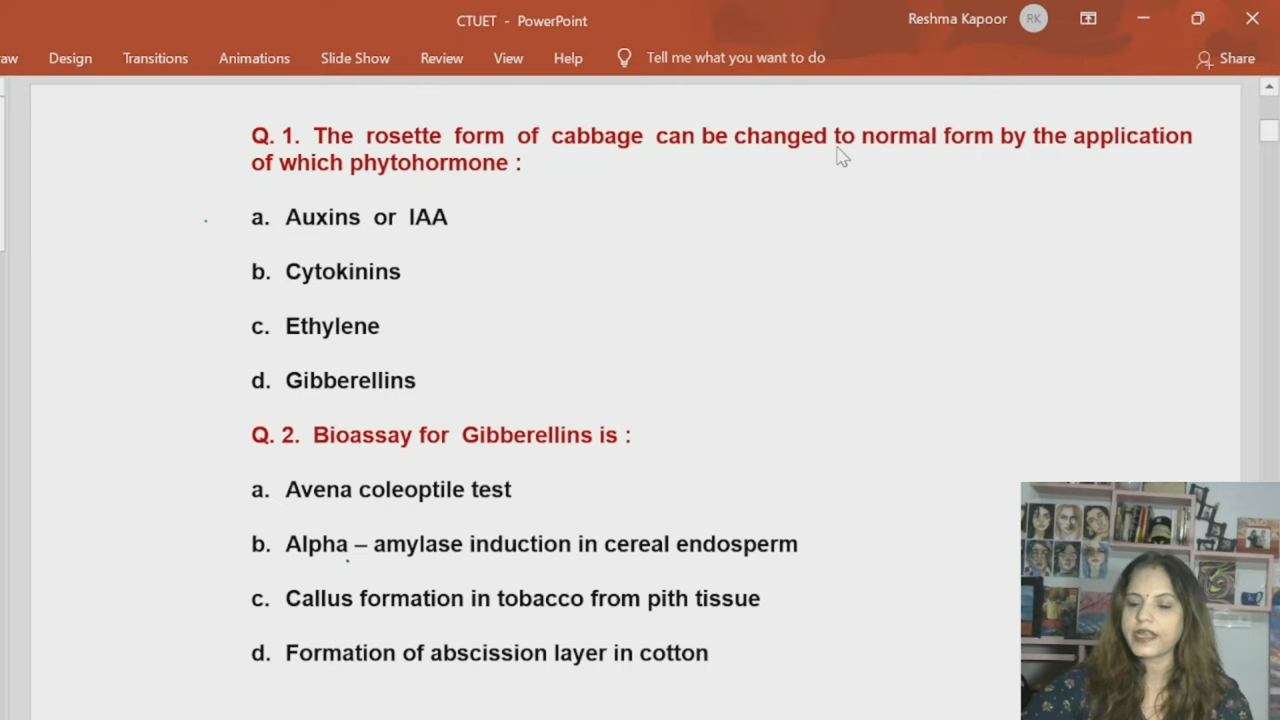 CTUET - PowerPoint
Reshma Kapoor RK
aw Design Transitions Animations Slide Show Review View Help Tell me what you want to do Share
Q. 1. The rosette form of cabbage can be changed to normal form by the application
of which phytohormone :
a. Auxins or IAA
b. Cytokinins
c. Ethylene
d. Gibberellins
Q. 2. Bioassay for Gibberellins is :
a. Avena coleoptile test
b. Alpha – amylase induction in cereal endosperm
c. Callus formation in tobacco from pith tissue
d. Formation of abscission layer in cotton